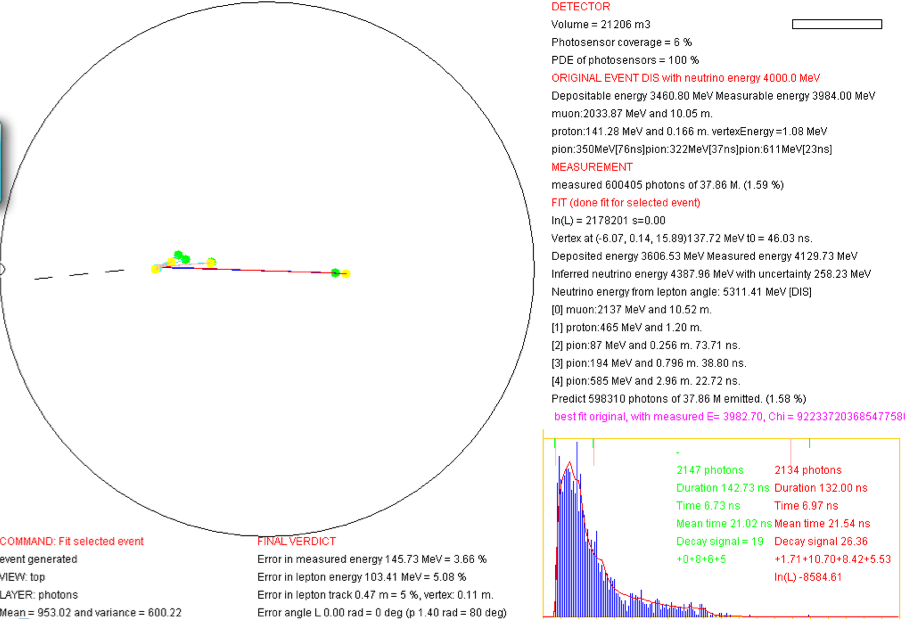 DETECTOR
Volume = 21206 m3
Photosensor coverage = 6 %
PDE of photosensors = 100 %
ORIGINAL EVENT DIS with neutrino energy 4000.0 MeV
Depositable energy 3460.80 MeV Measurable energy 3984.00 MeV
muon:2033.87 MeV and 10.05 m.
proton:141.28 MeV and 0.166 m. vertexEnergy=1.08 MeV
pion:350MeV[76ns]pion:322MeV[37ns]pion:611MeV[23ns]
MEASUREMENT
measured 600405 photons of 37.86 M. (1.59 %)
FIT (done fit for selected event)
ln(L) = 2178201 s=0.00
Vertex at (-6.07, 0.14, 15.89)137.72 MeV t0 = 46.03 ns.
Deposited energy 3606.53 MeV Measured energy 4129.73 MeV
Inferred neutrino energy 4387.96 MeV with uncertainty 258.23 MeV
Neutrino energy from lepton angle: 5311.41 MeV [DIS]
[0] muon:2137 MeV and 10.52 m.
[1] proton:465 MeV and 1.20 m.
[2] pion:87 MeV and 0.256 m. 73.71 ns.
[3] pion:194 MeV and 0.796 m. 38.80 ns.
[4] pion:585 MeV and 2.96 m. 22.72 ns.
Predict 598310 photons of 37.86 M emitted. (1.58 %)
best fit original, with measured E= 3982.70, Chi = 922337203685477580
-
2147 photons
Duration 142.73 ns
Time 6.73 ns
Mean time 21.02 ns
Decay signal = 19
+0+8+6+5
2134 photons
Duration 132.00 ns
Time 6.97 ns
Mean time 21.54 ns
Decay signal 26.36
+1.71+10.70+8.42+5.53
ln(L) -8584.61
COMMAND: Fit selected event
event generated
VIEW: top
LAYER: photons
Mean = 953.02 and variance = 600.22
FINAL VERDICT
Error in measured energy 145.73 MeV = 3.66 %
Error in lepton energy 103.41 MeV = 5.08 %
Error in lepton track 0.47 m = 5 %, vertex: 0.11 m.
Error angle L 0.00 rad = 0 deg (p 1.40 rad = 80 deg)